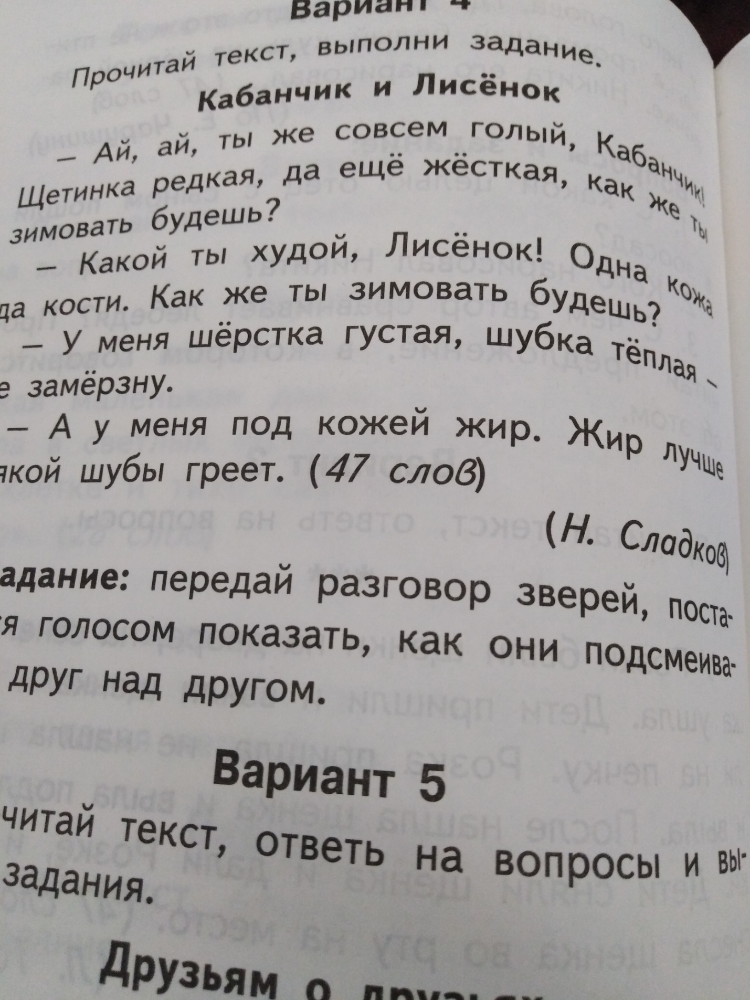 Вариант 4
Прочитай текст, выполни задание.
Кабанчик и Лисёнок
– Ай, ай, ты же совсем голый, Кабанчик!
Щетинка редкая, да ещё жёсткая, как же ты
зимовать будешь?
– Какой ты худой, Лисёнок! Одна кожа
да кости. Как же ты зимовать будешь?
– У меня шёрстка густая, шубка тёплая –
е замёрзну.
– А у меня под кожей жир. Жир лучше
якой шубы греет. (47 слов)
(Н. Сладков)
адание: передай разговор зверей, поста-
ся голосом показать, как они подсмеива-
друг над другом.
Вариант 5
читай текст, ответь на вопросы и вы-
задания.
Друзьям о друзьях